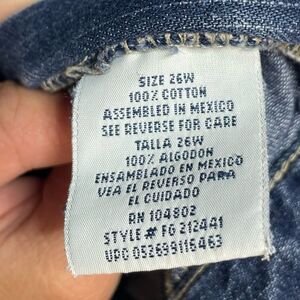 SIZE 26W
100% COTTON
ASSEMBLED IN MEXICO
SEE REVERSE FOR CARE
TALLA 26W
100% ALGODON
ENSAMBLADO EN MEXICO
VEA EL REVERSO PARA
EL CUIDADO
RN 104802
STYLE # FG 212441
UPC 052699116463